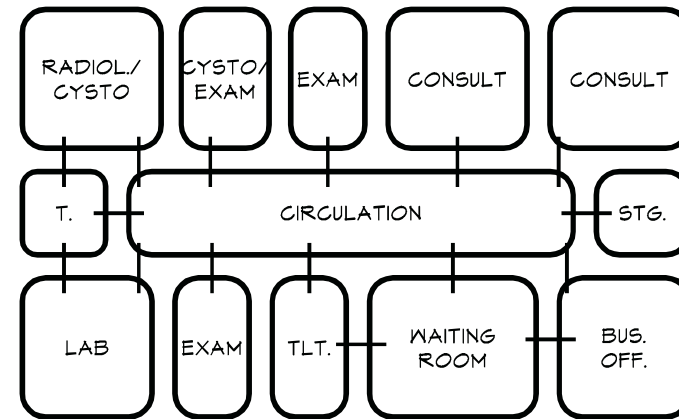 RADIOL./
CYSTO
CYSTO/
EXAM
EXAM
CONSULT
CONSULT
T.
CIRCULATION
STG.
LAB
EXAM
TLT.
WAITING
ROOM
BUS.
OFF.